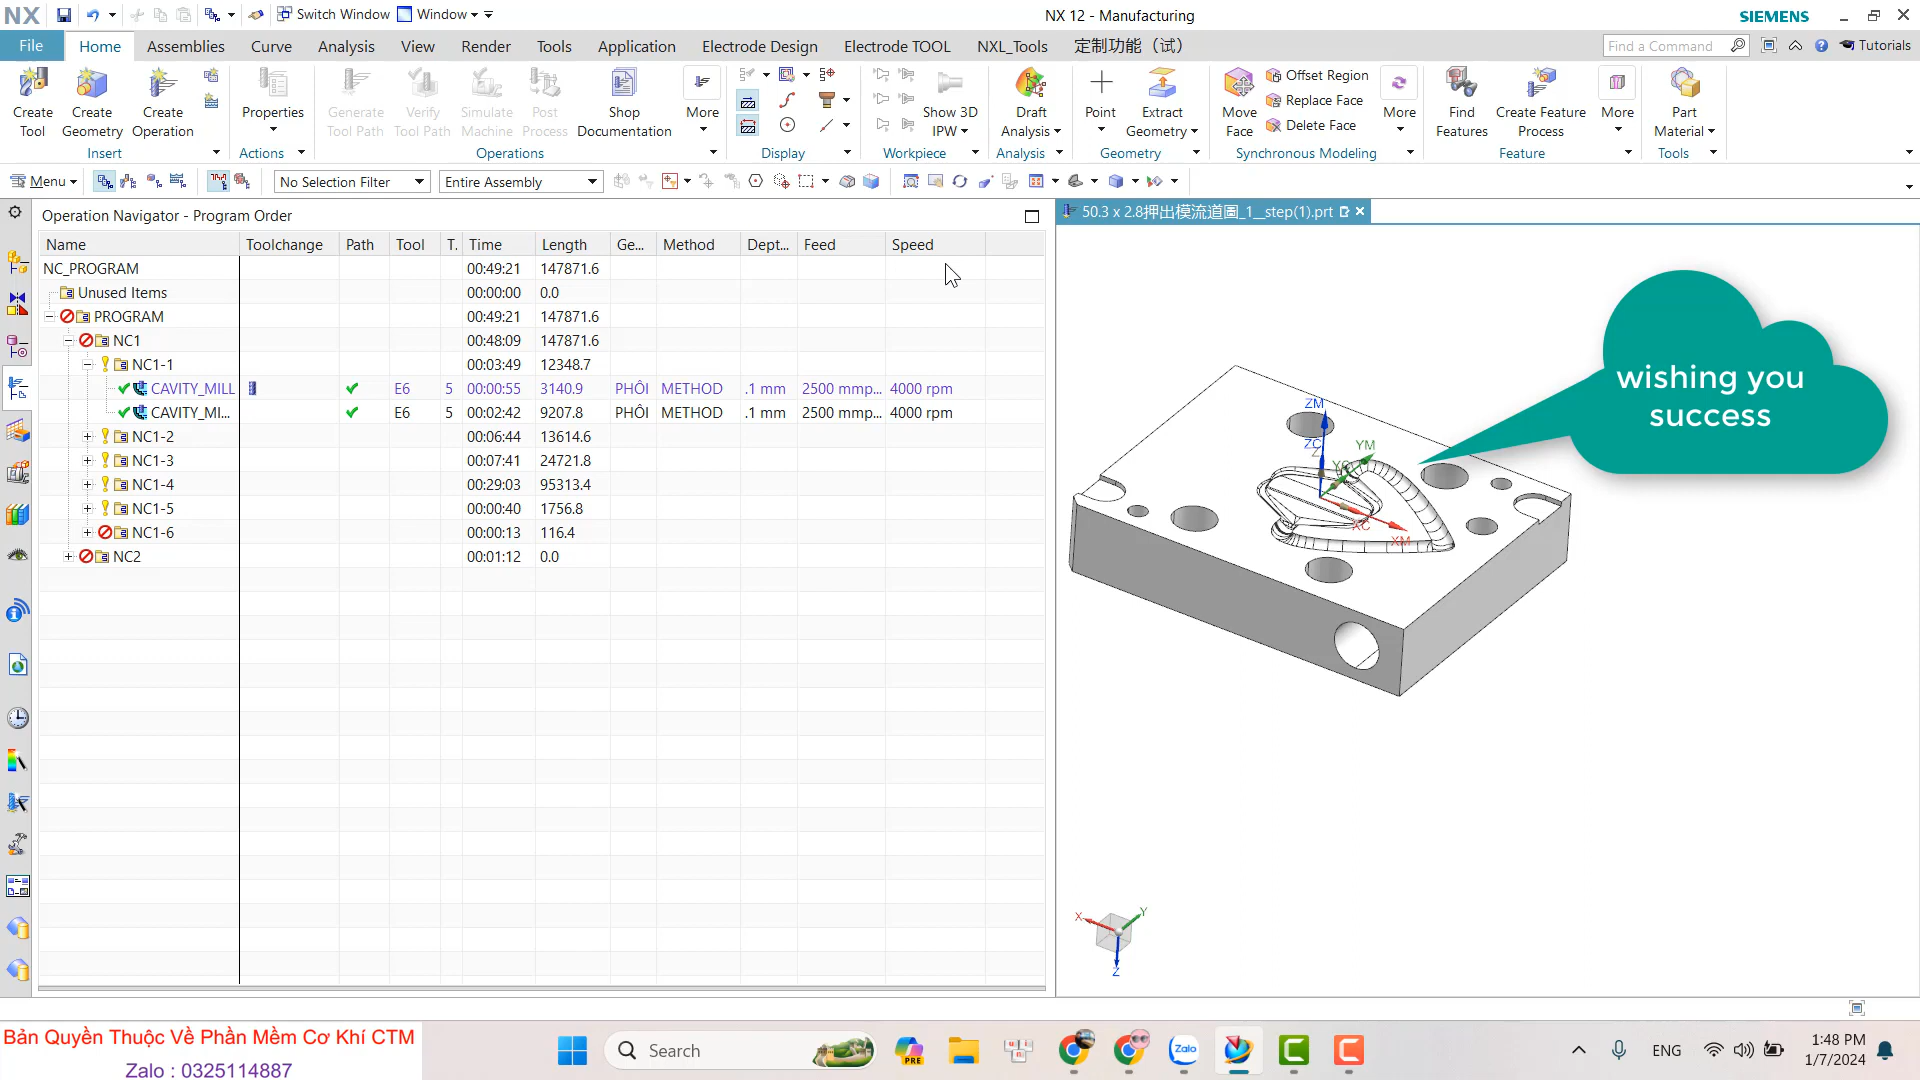 NX Switch Window Window NX 12 - Manufacturing SIEMENS
File Home Assemblies Curve Analysis View Render Tools Application Electrode Design Electrode TOOL NXL_Tools 定制功能（试） Find a Command Tutorials
Create Tool Create Geometry Create Operation Insert
Properties Actions
Generate Tool Path Verify Tool Path Simulate Machine Post Process Shop Documentation More Operations
Display
Show 3D IPW Workpiece
Draft Analysis Analysis
Point Extract Geometry Geometry
Move Face Offset Region Replace Face Delete Face More Synchronous Modeling
Find Features Create Feature Process More Feature
Part Material Tools
Menu No Selection Filter Entire Assembly
Operation Navigator - Program Order
50.3 x 2.8押出模流道圖_1__step(1).prt
Name Toolchange Path Tool T. Time Length Ge... Method Dept... Feed Speed
NC_PROGRAM 00:49:21 147871.6
Unused Items 00:00:00 0.0
PROGRAM 00:49:21 147871.6
NC1 00:48:09 147871.6
NC1-1 00:03:49 12348.7
CAVITY_MILL E6 5 00:00:55 3140.9 PHÔI METHOD .1 mm 2500 mmp... 4000 rpm
CAVITY_MI... E6 5 00:02:42 9207.8 PHÔI METHOD .1 mm 2500 mmp... 4000 rpm
NC1-2 00:06:44 13614.6
NC1-3 00:07:41 24721.8
NC1-4 00:29:03 95313.4
NC1-5 00:00:40 1756.8
NC1-6 00:00:13 116.4
NC2 00:01:12 0.0
wishing you
success
ZM
YM
ZC
XC
XM
X
Y
Z
Bản Quyền Thuộc Về Phần Mềm Cơ Khí CTM
Zalo : 0325114887
Search PRE Zalo ENG 1:48 PM
1/7/2024